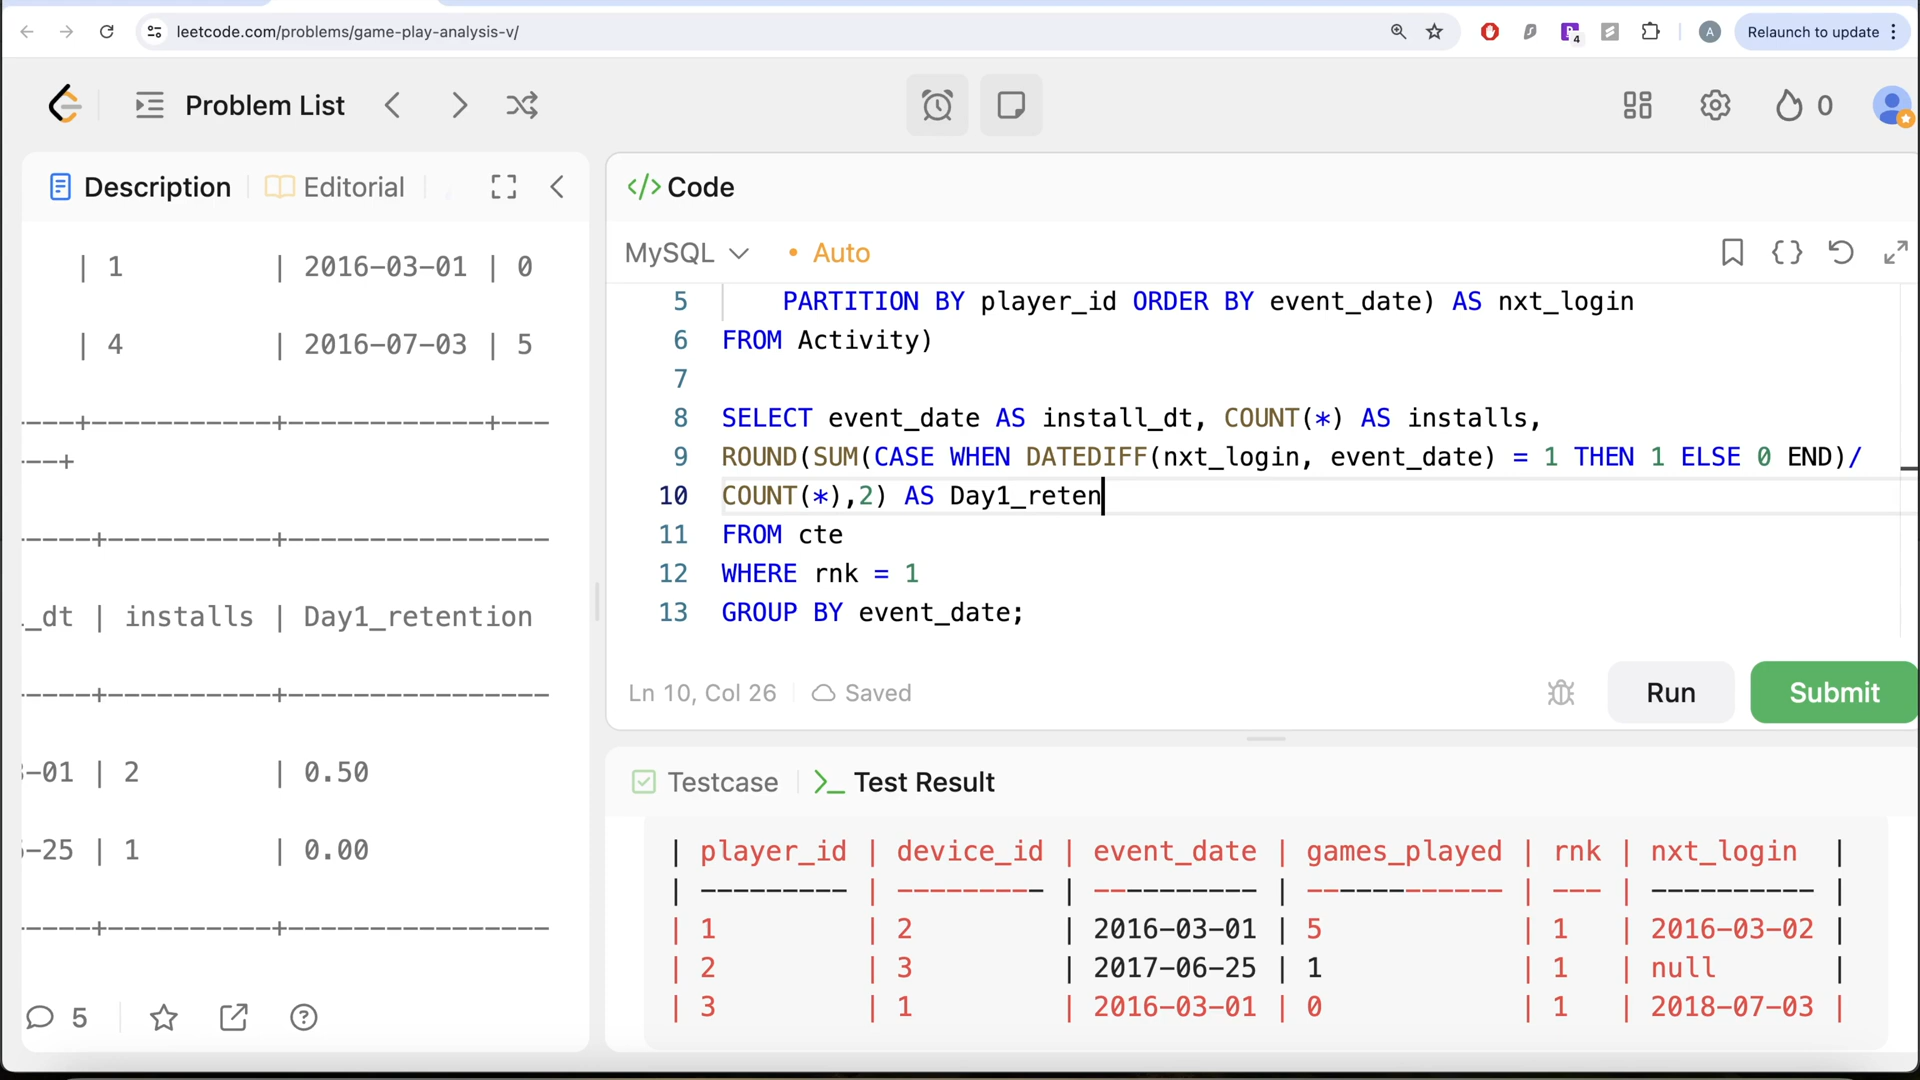 leetcode.com/problems/game-play-analysis-v/
4
A
Relaunch to update
Problem List
0
Description
Editorial
| 1 | 2016-03-01 | 0
| 4 | 2016-07-03 | 5
----+-----------+------------+---
---+
-----+----------+----------------
_dt | installs | Day1_retention
-----+----------+----------------
-01 | 2 | 0.50
-25 | 1 | 0.00
-----+----------+----------------
5
</> Code
MySQL
• Auto
5 PARTITION BY player_id ORDER BY event_date) AS nxt_login
6 FROM Activity)
7
8 SELECT event_date AS install_dt, COUNT(*) AS installs,
9 ROUND(SUM(CASE WHEN DATEDIFF(nxt_login, event_date) = 1 THEN 1 ELSE 0 END)/
10 COUNT(*),2) AS Day1_reten
11 FROM cte
12 WHERE rnk = 1
13 GROUP BY event_date;
Ln 10, Col 26
Saved
Run
Submit
Testcase
Test Result
| player_id | device_id | event_date | games_played | rnk | nxt_login |
| --------- | --------- | ---------- | ------------ | --- | ---------- |
| 1 | 2 | 2016-03-01 | 5 | 1 | 2016-03-02 |
| 2 | 3 | 2017-06-25 | 1 | 1 | null |
| 3 | 1 | 2016-03-01 | 0 | 1 | 2018-07-03 |